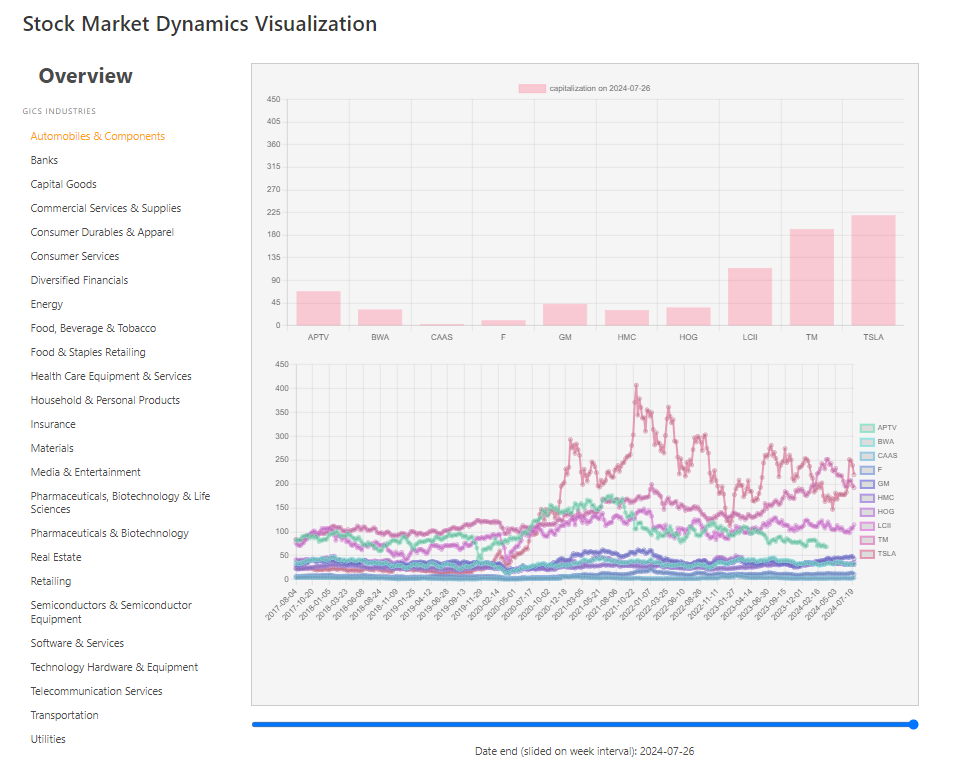 Stock Market Dynamics Visualization
Overview
GICS INDUSTRIES
Automobiles & Components
Banks
Capital Goods
Commercial Services & Supplies
Consumer Durables & Apparel
Consumer Services
Diversified Financials
Energy
Food, Beverage & Tobacco
Food & Staples Retailing
Health Care Equipment & Services
Household & Personal Products
Insurance
Materials
Media & Entertainment
Pharmaceuticals, Biotechnology & Life
Sciences
Pharmaceuticals & Biotechnology
Real Estate
Retailing
Semiconductors & Semiconductor
Equipment
Software & Services
Technology Hardware & Equipment
Telecommunication Services
Transportation
Utilities
capitalization on 2024-07-26
450
405
360
315
270
225
180
135
90
45
0
APTV BWA CAAS F GM HMC HOG LCII TM TSLA
450
400
350
300
250
200
150
100
50
0
2017-08-04 2017-10-20 2018-01-05 2018-03-23 2018-06-08 2018-08-24 2018-11-09 2019-01-25 2019-04-12 2019-06-28 2019-09-13 2019-11-29 2020-02-14 2020-05-01 2020-07-17 2020-10-02 2020-12-18 2021-03-05 2021-05-21 2021-08-06 2021-10-22 2022-01-07 2022-03-25 2022-06-10 2022-08-26 2022-11-11 2023-01-27 2023-04-14 2023-06-30 2023-09-15 2023-12-01 2024-02-16 2024-05-03 2024-07-19
APTV
BWA
CAAS
F
GM
HMC
HOG
LCII
TM
TSLA
Date end (slided on week interval): 2024-07-26